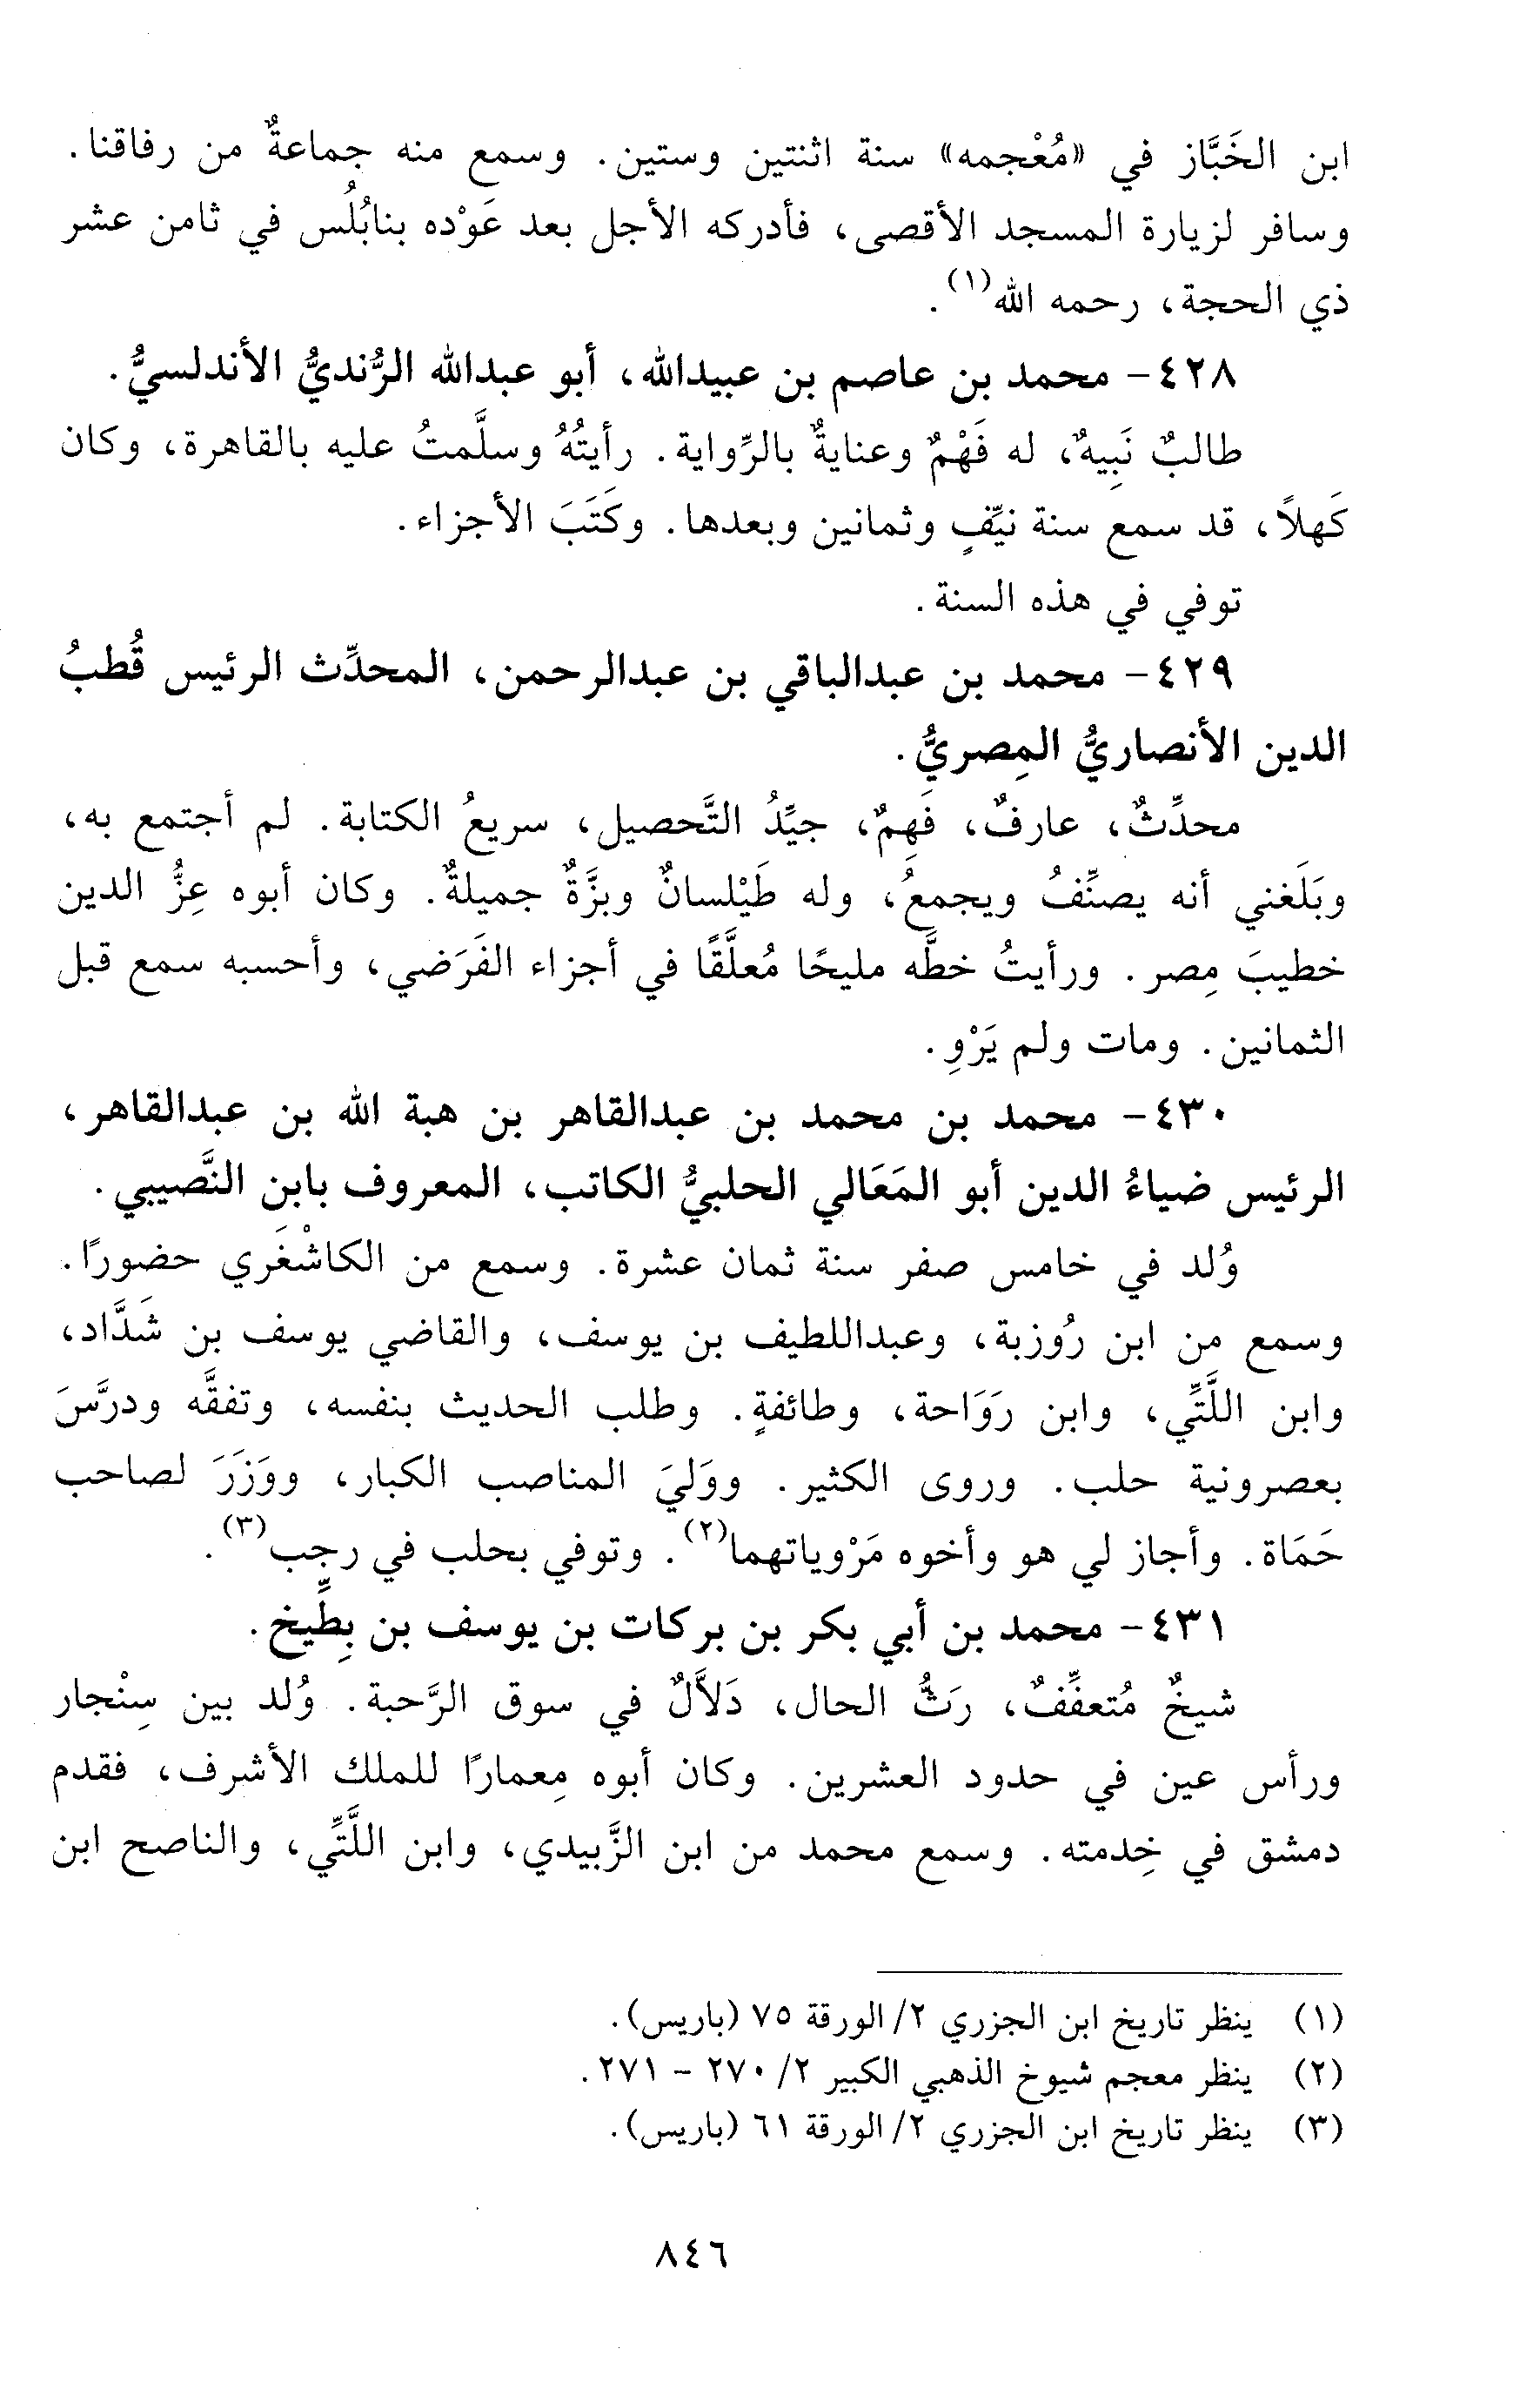 ابن الخَبَّاز في «مُعْجمه» سنة اثنتين وستين. وسمع منه جماعةٌ من رفاقنا.
وسافر لزيارة المسجد الأقصى، فأدركه الأجل بعد عَوْده بنابُلُس في ثامن عشر
ذي الحجة، رحمه الله(١).
٤٢٨- محمد بن عاصم بن عبيدالله، أبو عبدالله الرُّنديُّ الأندلسيُّ.
طالبٌ نَبِيهٌ، له فَهْمٌ وعنايةٌ بالرِّواية. رأيتُهُ وسلَّمتُ عليه بالقاهرة، وكان
كَهلاً، قد سمع سنة نيِّفٍ وثمانين وبعدها. وكَتَبَ الأجزاء.
توفي في هذه السنة.
٤٢٩- محمد بن عبدالباقي بن عبدالرحمن، المحدِّث الرئيس قُطبُ
الدين الأنصاريُّ المِصريُّ.
محدِّثٌ، عارفٌ، فَهِمٌ، جيِّدُ التَّحصيل، سريعُ الكتابة. لم أجتمع به،
وبَلَغني أنه يصنِّفُ ويجمعُ، وله طَيْلسانٌ وبزَّةٌ جميلةٌ. وكان أبوه عِزُّ الدين
خطيبَ مِصر. ورأيتُ خطَّه مليحًا مُعلَّقًا في أجزاء الفَرَضي، وأحسبه سمع قبل
الثمانين. ومات ولم يَرْوِ.
٤٣٠- محمد بن محمد بن عبدالقاهر بن هبة الله بن عبدالقاهر،
الرئيس ضياءُ الدين أبو المَعَالي الحلبيُّ الكاتب، المعروف بابن النَّصيبي.
وُلد في خامس صفر سنة ثمان عشرة. وسمع من الكاشْغَري حضورًا.
وسمع من ابن رُوزبة، وعبداللطيف بن يوسف، والقاضي يوسف بن شَدَّاد،
وابن اللَّتِّي، وابن رَوَاحة، وطائفةٍ. وطلب الحديث بنفسه، وتفقَّه ودرَّسَ
بعصرونية حلب. وروى الكثير. ووَليَ المناصب الكبار، ووَزَرَ لصاحب
حَمَاة. وأجاز لي هو وأخوه مَرْوياتهما(٢). وتوفي بحلب في رجب(٣).
٤٣١- محمد بن أبي بكر بن بركات بن يوسف بن بِطِّيخ.
شيخٌ مُتعفِّفٌ، رَثُّ الحال، دَلاَّلٌ في سوق الرَّحبة. وُلد بين سِنْجار
ورأس عين في حدود العشرين. وكان أبوه مِعمارًا للملك الأشرف، فقدم
دمشق في خِدمته. وسمع محمد من ابن الزَّبيدي، وابن اللَّتِّي، والناصح ابن
(١) ينظر تاريخ ابن الجزري ٢/ الورقة ٧٥ (باريس).
(٢) ينظر معجم شيوخ الذهبي الكبير ٢/ ٢٧٠ - ٢٧١.
(٣) ينظر تاريخ ابن الجزري ٢/ الورقة ٦١ (باريس).
٨٤٦